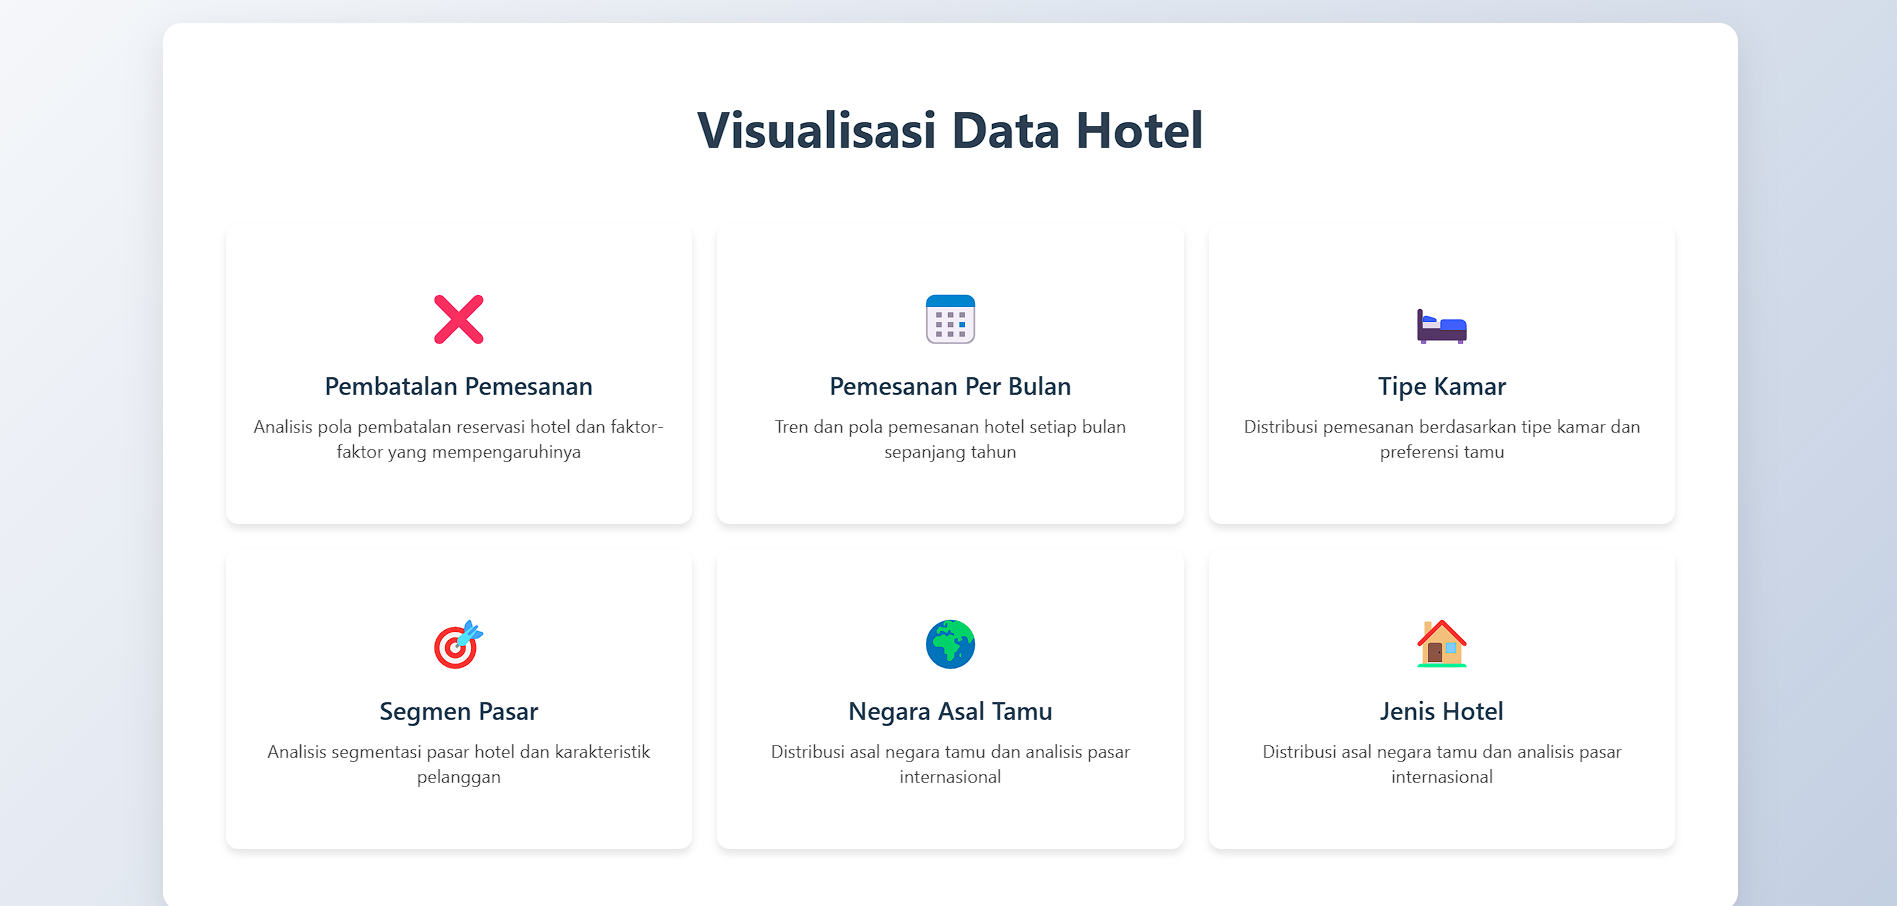 Visualisasi Data Hotel
Pembatalan Pemesanan
Analisis pola pembatalan reservasi hotel dan faktor-
faktor yang mempengaruhinya
Pemesanan Per Bulan
Tren dan pola pemesanan hotel setiap bulan
sepanjang tahun
Tipe Kamar
Distribusi pemesanan berdasarkan tipe kamar dan
preferensi tamu
Segmen Pasar
Analisis segmentasi pasar hotel dan karakteristik
pelanggan
Negara Asal Tamu
Distribusi asal negara tamu dan analisis pasar
internasional
Jenis Hotel
Distribusi asal negara tamu dan analisis pasar
internasional